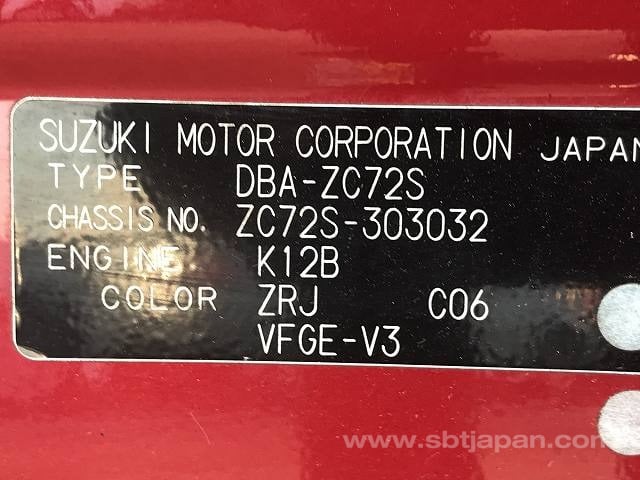 SUZUKI MOTOR CORPORATION JAPAN
TYPE DBA-ZC72S
CHASSIS NO. ZC72S-303032
ENGINE K12B
COLOR ZRJ C06
VFGE-V3
www.sbtjapan.com